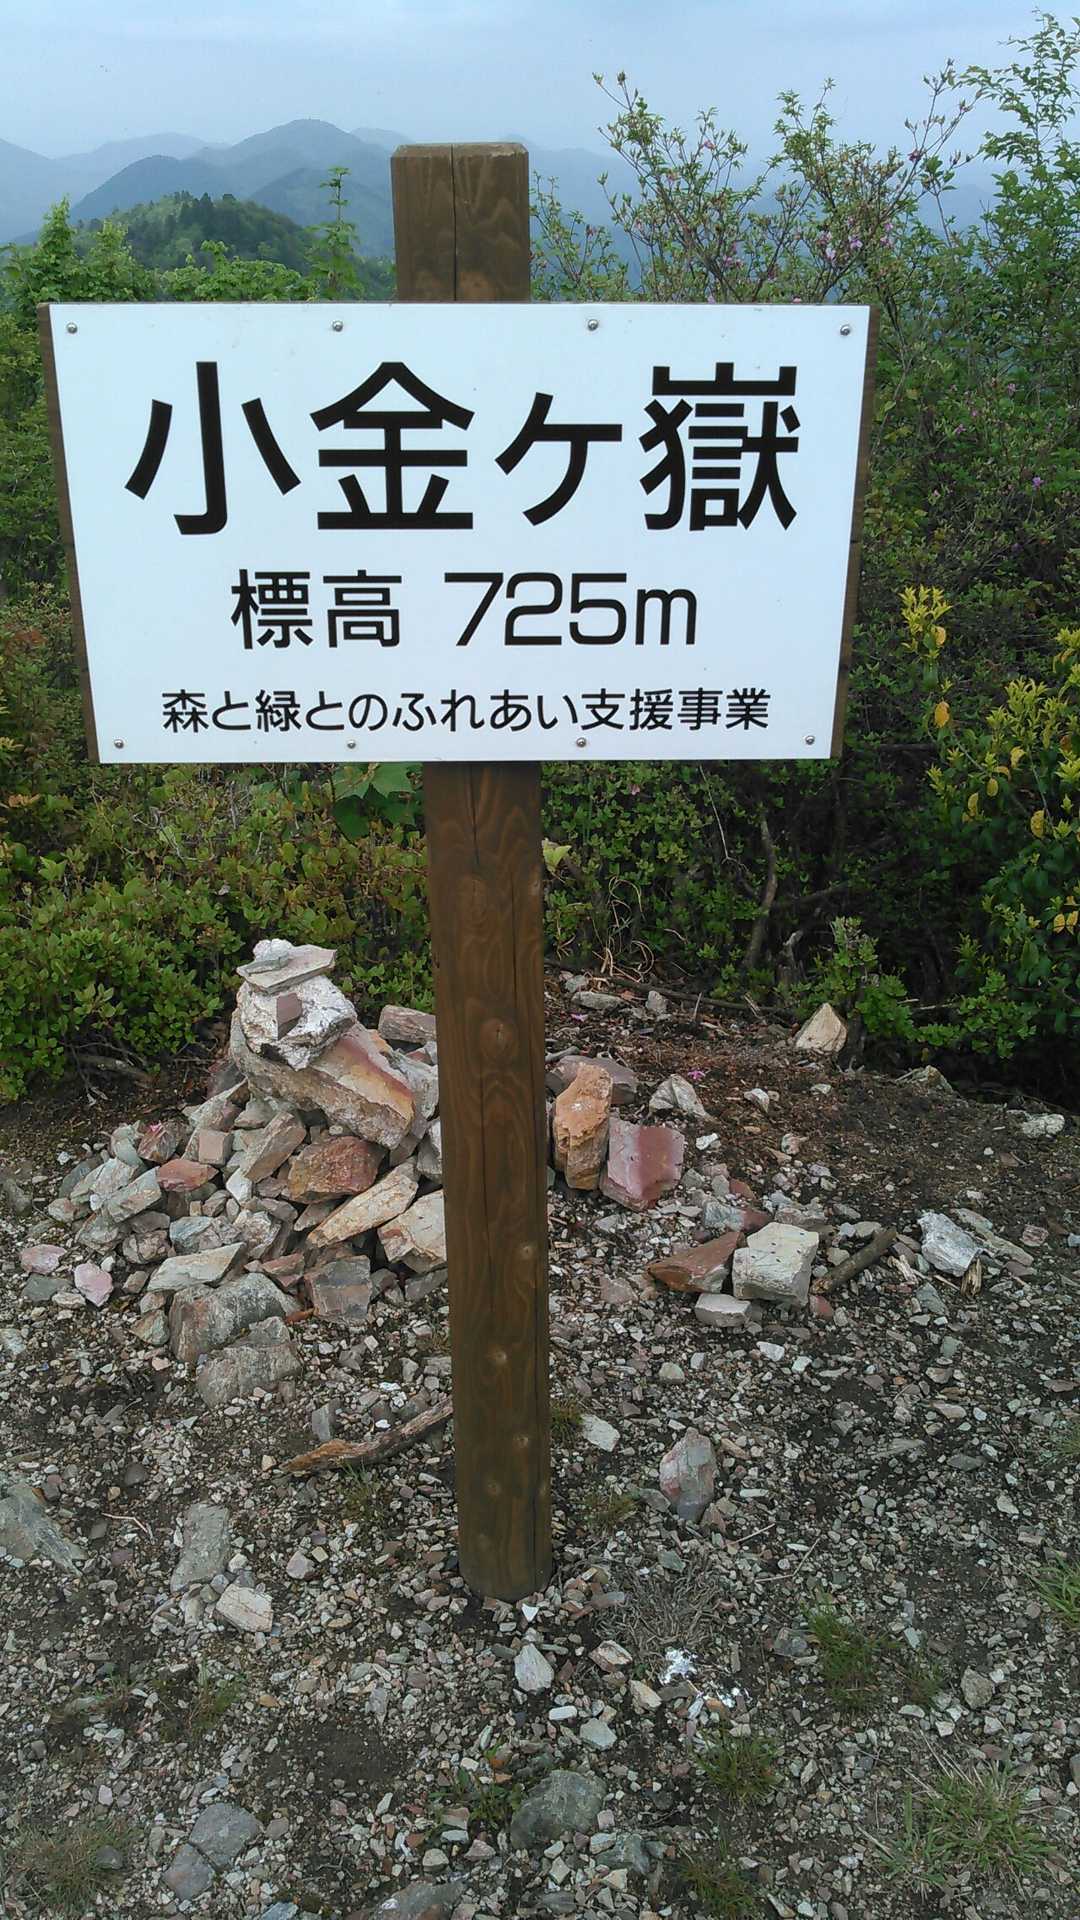 小金ヶ嶽
標高 725m
森と緑とのふれあい支援事業